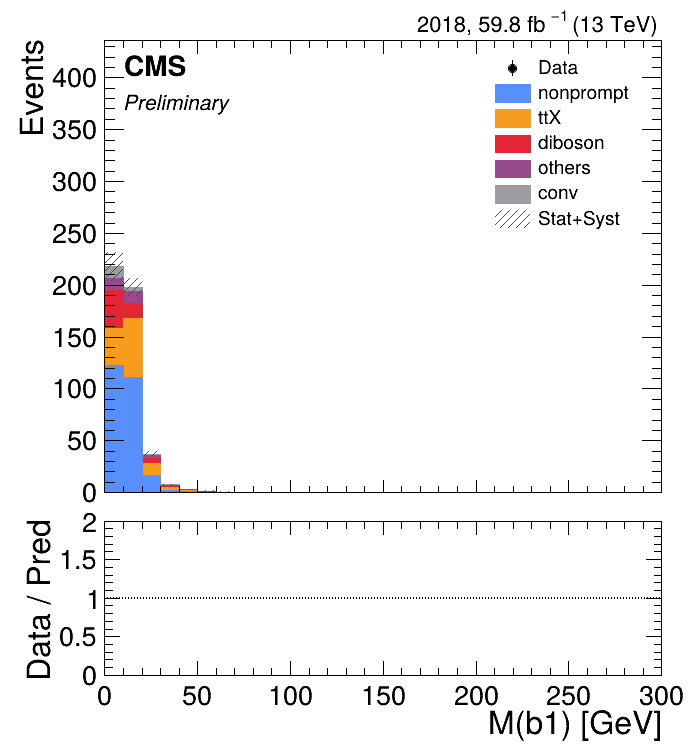 2018, 59.8 fb⁻¹ (13 TeV)
CMS
Preliminary
Events
400
350
300
250
200
150
100
50
0
Data
nonprompt
ttX
diboson
others
conv
Stat+Syst
Data / Pred
2
1.5
1
0.5
0
0 50 100 150 200 250 300
M(b1) [GeV]